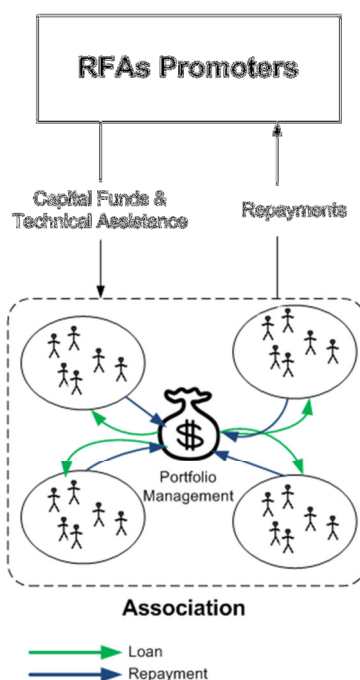 RFAs Promoters
Capital Funds &
Technical Assistance
Repayments
$
Portfolio
Management
Association
Loan
Repayment